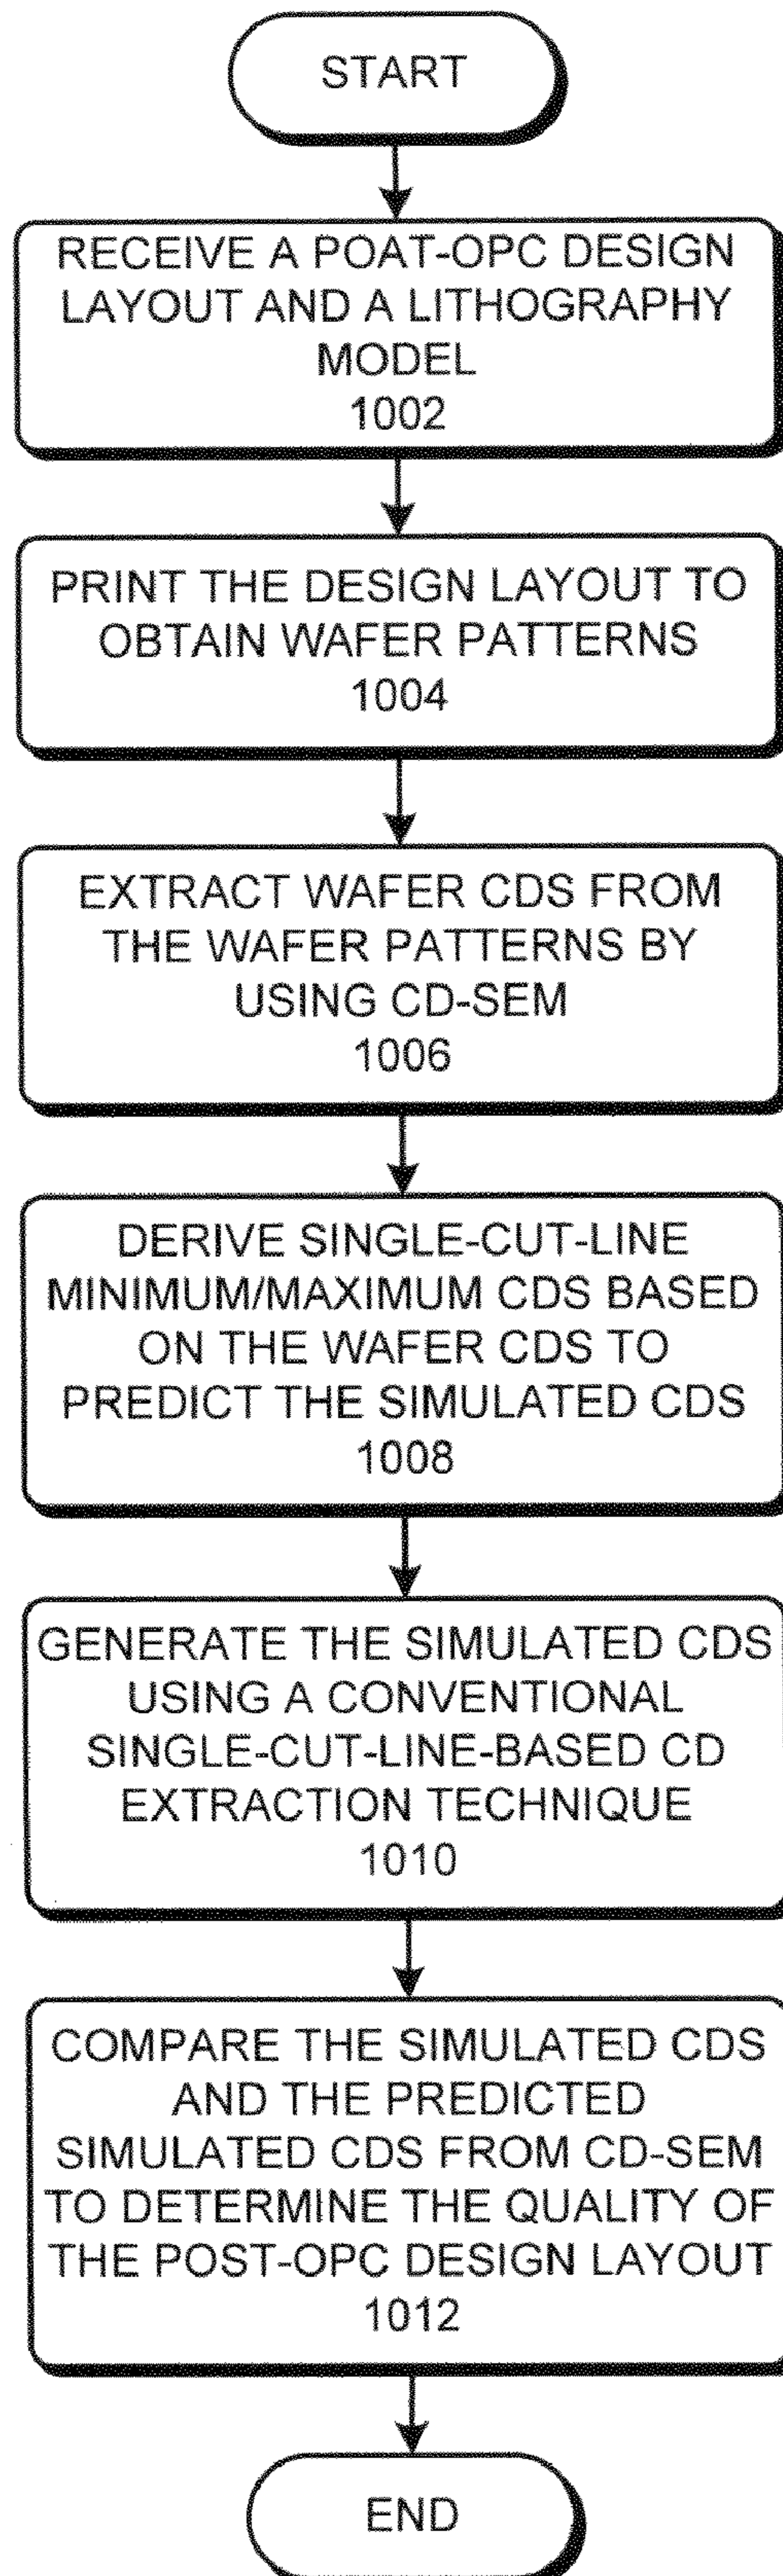 START
RECEIVE A POAT-OPC DESIGN
LAYOUT AND A LITHOGRAPHY
MODEL
1002
PRINT THE DESIGN LAYOUT TO
OBTAIN WAFER PATTERNS
1004
EXTRACT WAFER CDS FROM
THE WAFER PATTERNS BY
USING CD-SEM
1006
DERIVE SINGLE-CUT-LINE
MINIMUM/MAXIMUM CDS BASED
ON THE WAFER CDS TO
PREDICT THE SIMULATED CDS
1008
GENERATE THE SIMULATED CDS
USING A CONVENTIONAL
SINGLE-CUT-LINE-BASED CD
EXTRACTION TECHNIQUE
1010
COMPARE THE SIMULATED CDS
AND THE PREDICTED
SIMULATED CDS FROM CD-SEM
TO DETERMINE THE QUALITY OF
THE POST-OPC DESIGN LAYOUT
1012
END